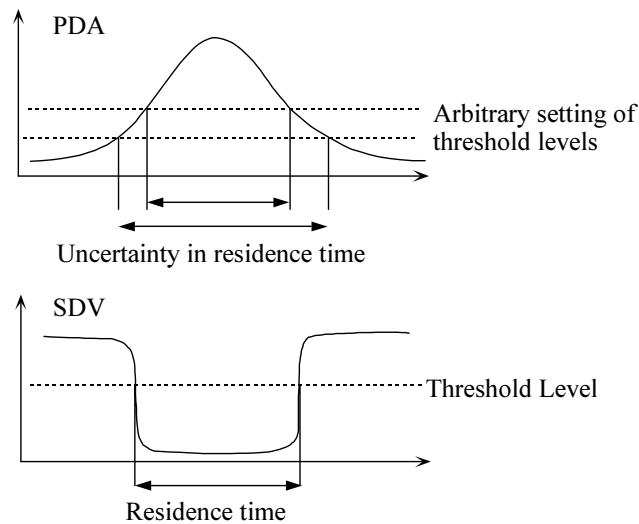 PDA
Arbitrary setting of
threshold levels
Uncertainty in residence time
SDV
Threshold Level
Residence time